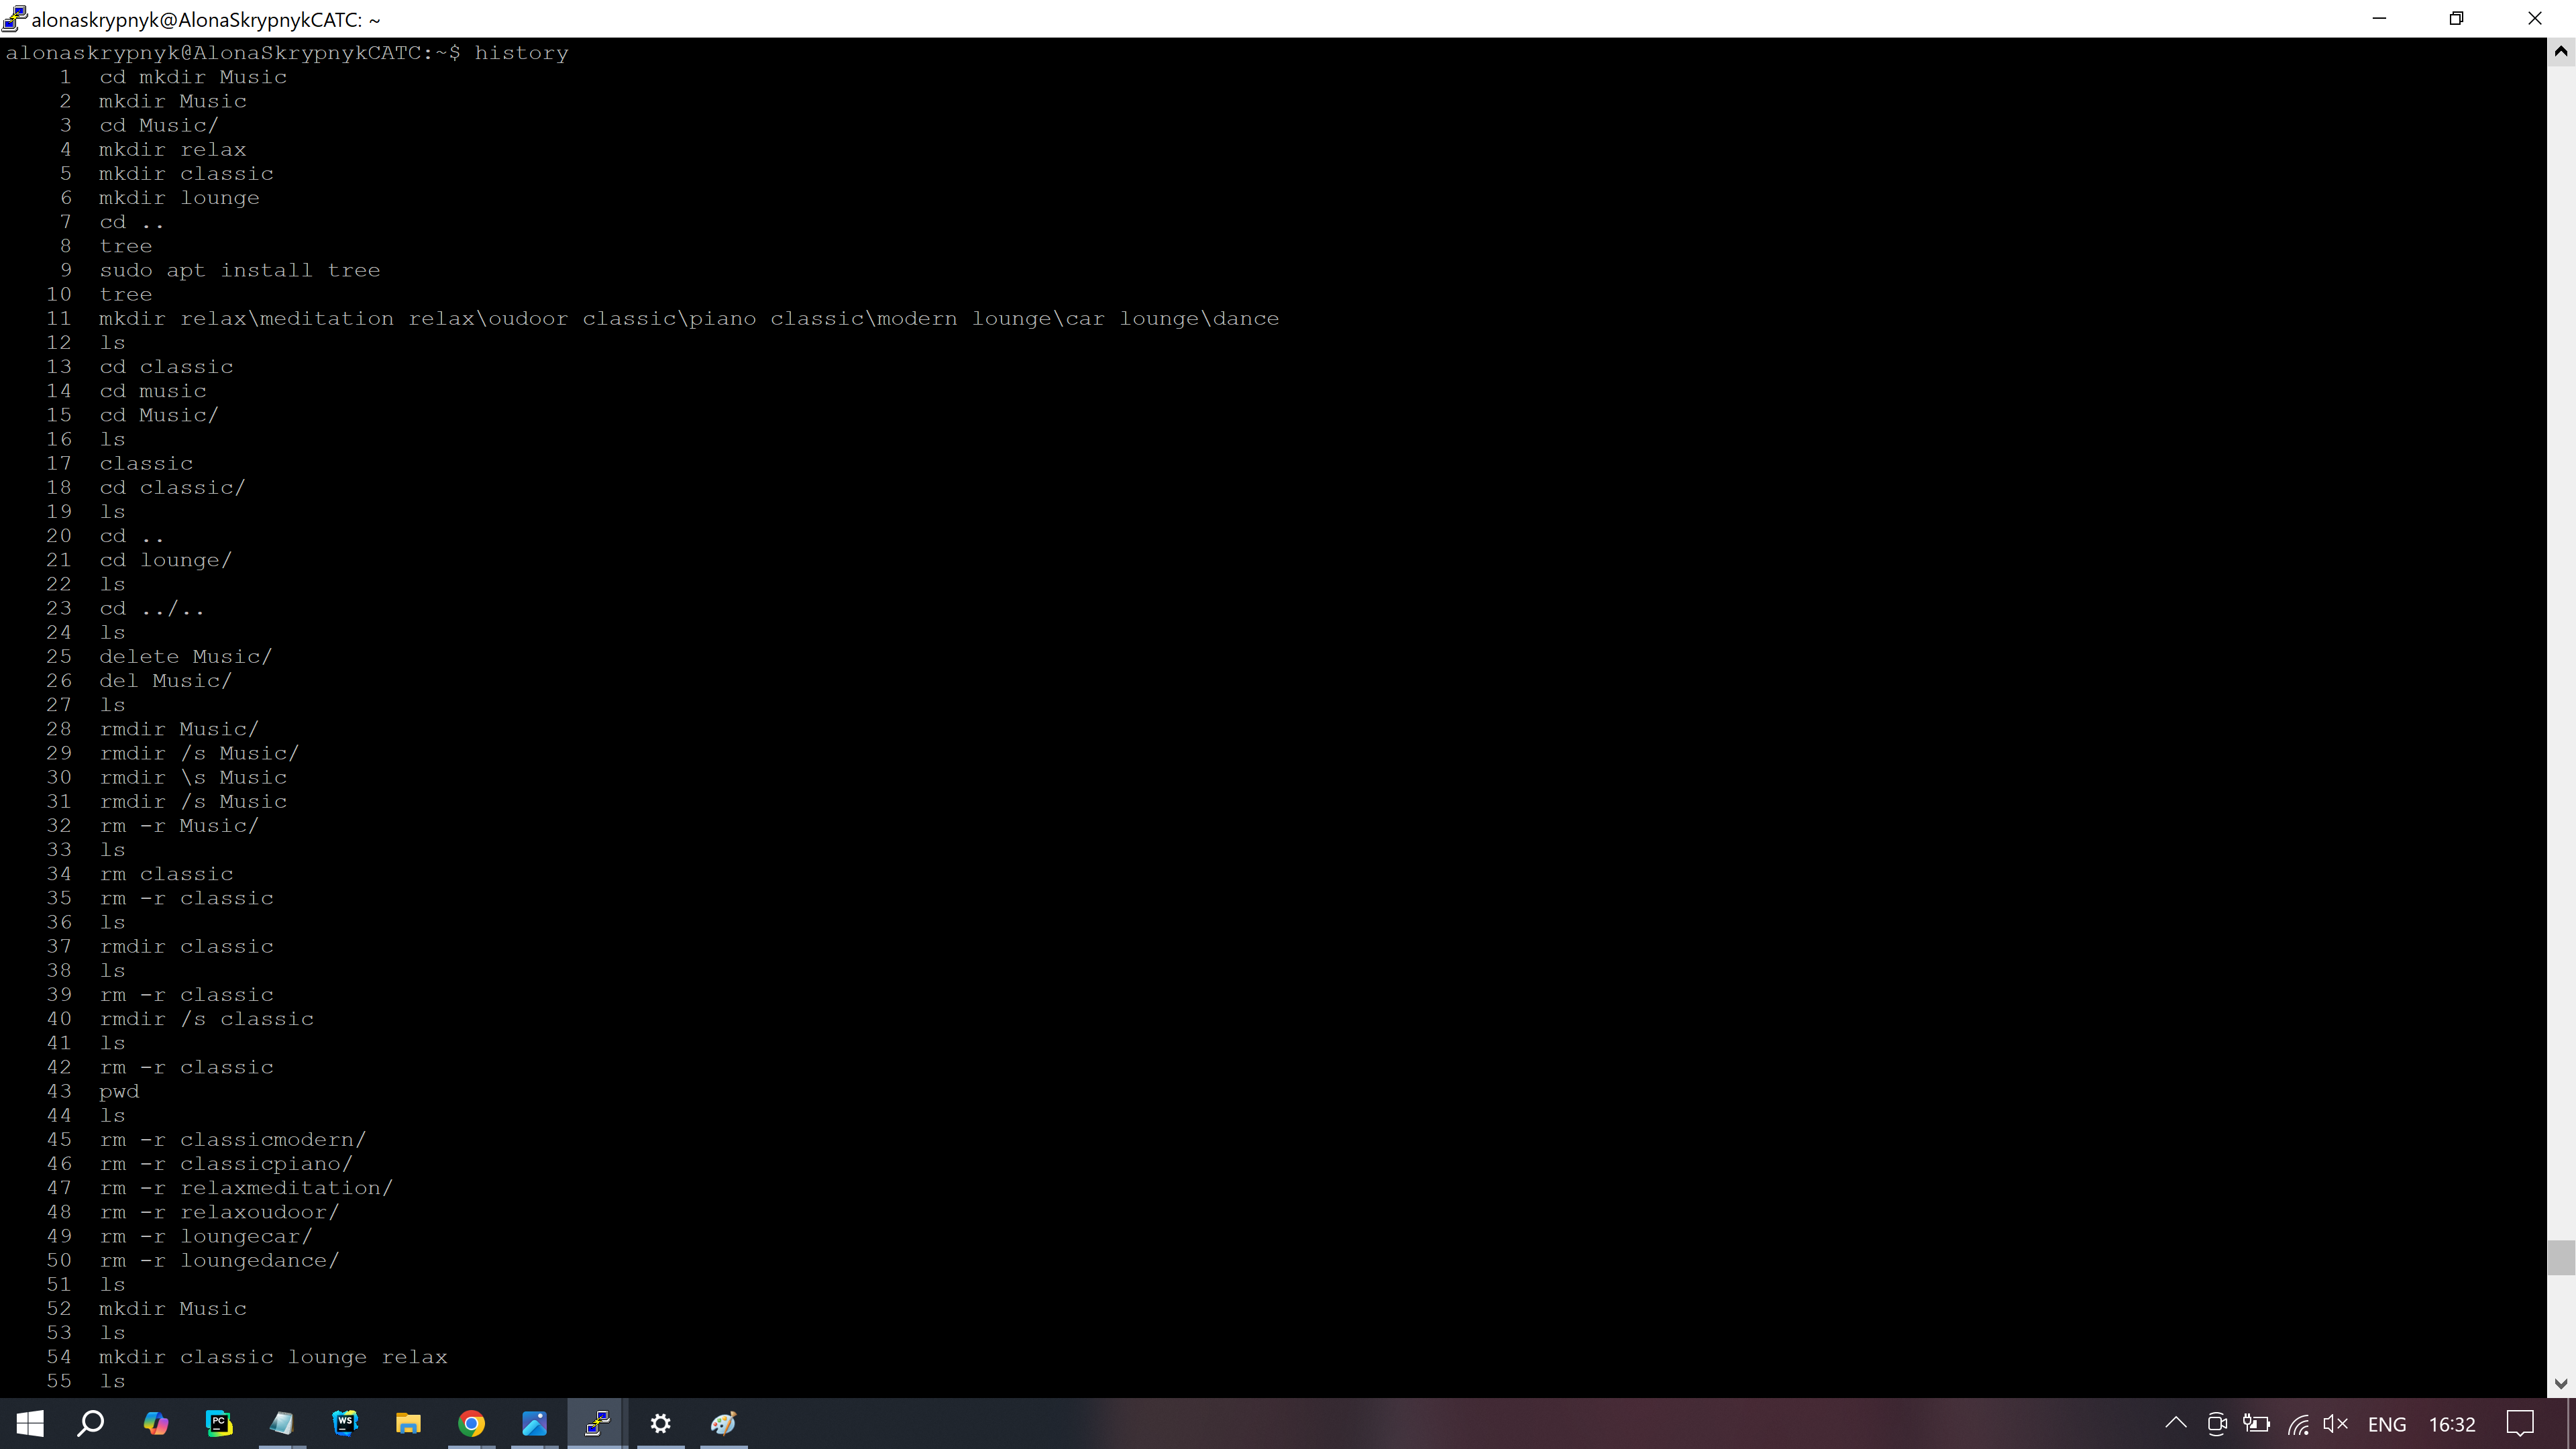 alonaskrypnyk@AlonaSkrypnykCATC: ~
alonaskrypnyk@AlonaSkrypnykCATC:~$ history
1 cd mkdir Music
2 mkdir Music
3 cd Music/
4 mkdir relax
5 mkdir classic
6 mkdir lounge
7 cd ..
8 tree
9 sudo apt install tree
10 tree
11 mkdir relax\meditation relax\oudoor classic\piano classic\modern lounge\car lounge\dance
12 ls
13 cd classic
14 cd music
15 cd Music/
16 ls
17 classic
18 cd classic/
19 ls
20 cd ..
21 cd lounge/
22 ls
23 cd ../..
24 ls
25 delete Music/
26 del Music/
27 ls
28 rmdir Music/
29 rmdir /s Music/
30 rmdir \s Music
31 rmdir /s Music
32 rm -r Music/
33 ls
34 rm classic
35 rm -r classic
36 ls
37 rmdir classic
38 ls
39 rm -r classic
40 rmdir /s classic
41 ls
42 rm -r classic
43 pwd
44 ls
45 rm -r classicmodern/
46 rm -r classicpiano/
47 rm -r relaxmeditation/
48 rm -r relaxoudoor/
49 rm -r loungecar/
50 rm -r loungedance/
51 ls
52 mkdir Music
53 ls
54 mkdir classic lounge relax
55 ls
PC WS ENG 16:32